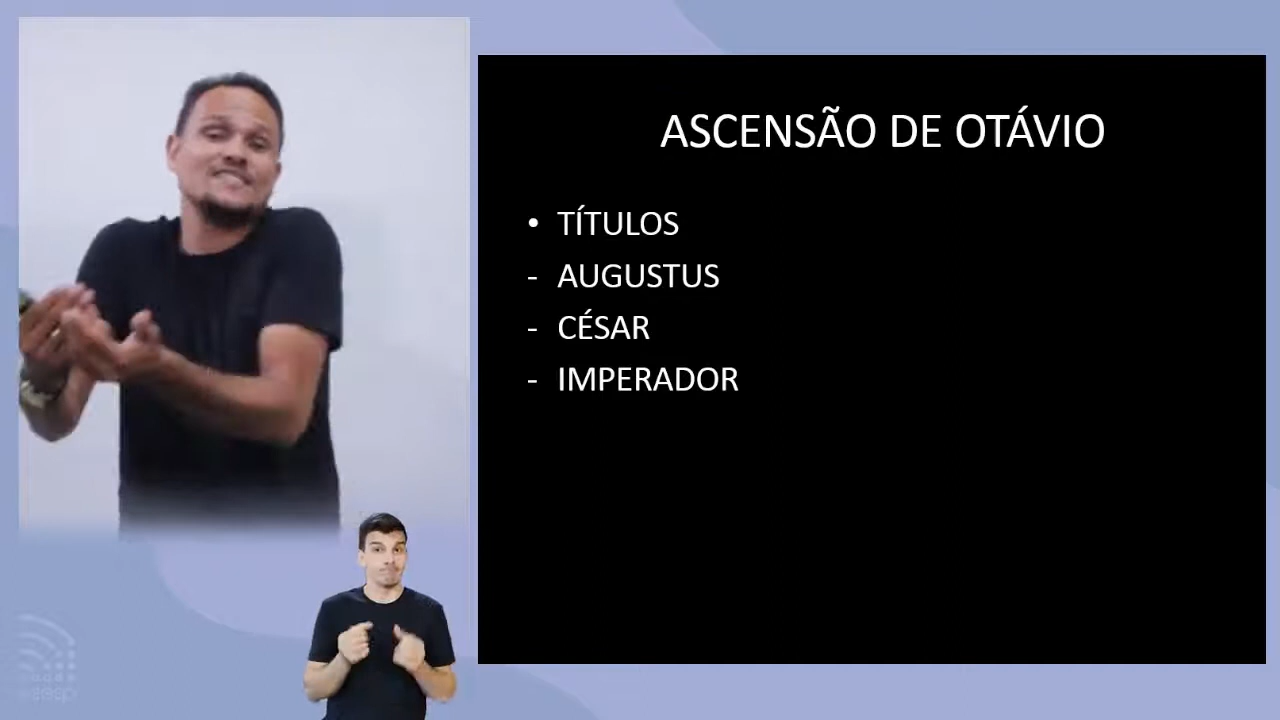 ASCENSÃO DE OTÁVIO
• TÍTULOS
- AUGUSTUS
- CÉSAR
- IMPERADOR